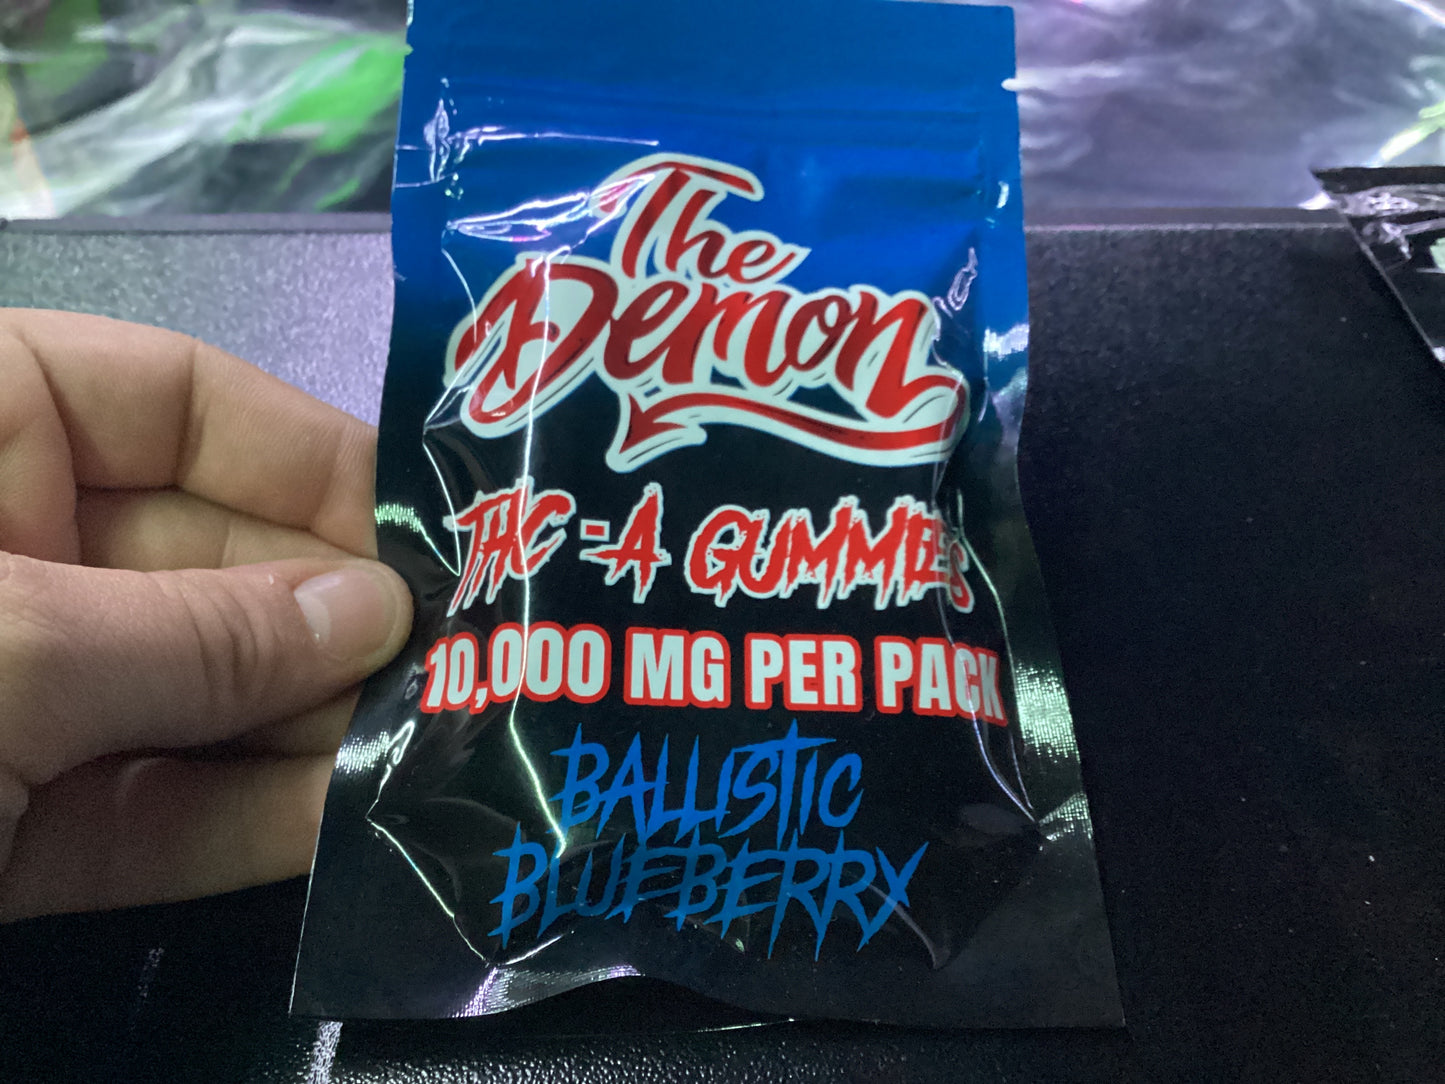 The
Demon
THC -A GUMMIES
10,000 MG PER PACK
BALLISTIC
BLUEBERRY